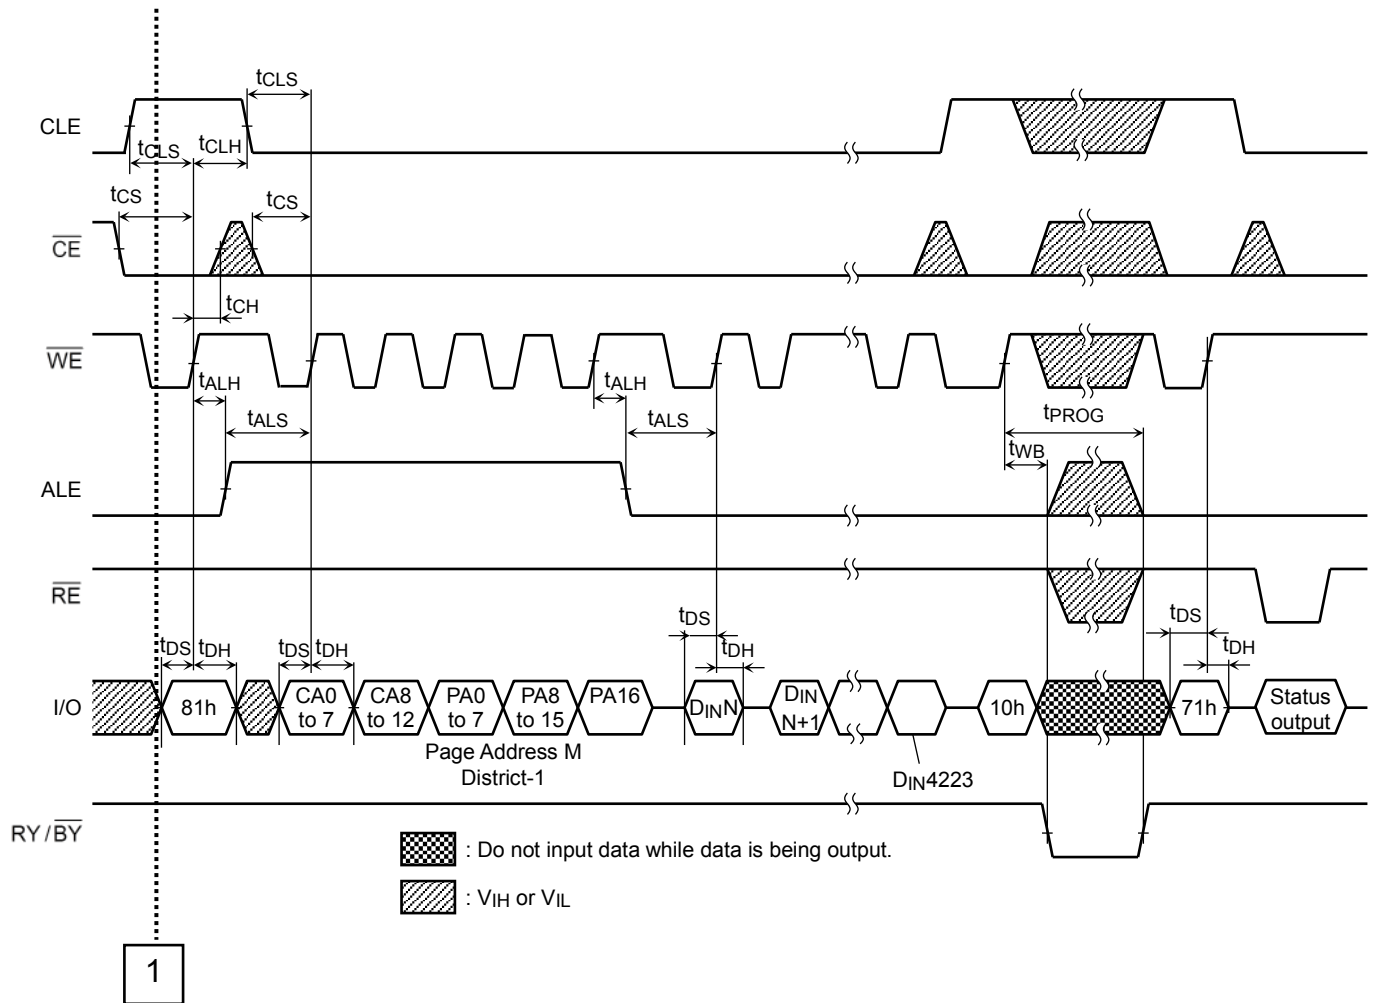 tCLS
CLE
tCLS
tCLH
tCS
tCS
CE
tCH
WE
tALH
tALH
tALS
tALS
tPROG
tWB
ALE
RE
tDS
tDH
tDS
tDH
tDS
tDH
tDS
tDH
I/O
81h
CA0 to 7
CA8 to 12
PA0 to 7
PA8 to 15
PA16
DINN
DIN N+1
10h
71h
Status output
Page Address M
District-1
DIN4223
RY/BY
: Do not input data while data is being output.
: VIH or VIL
1